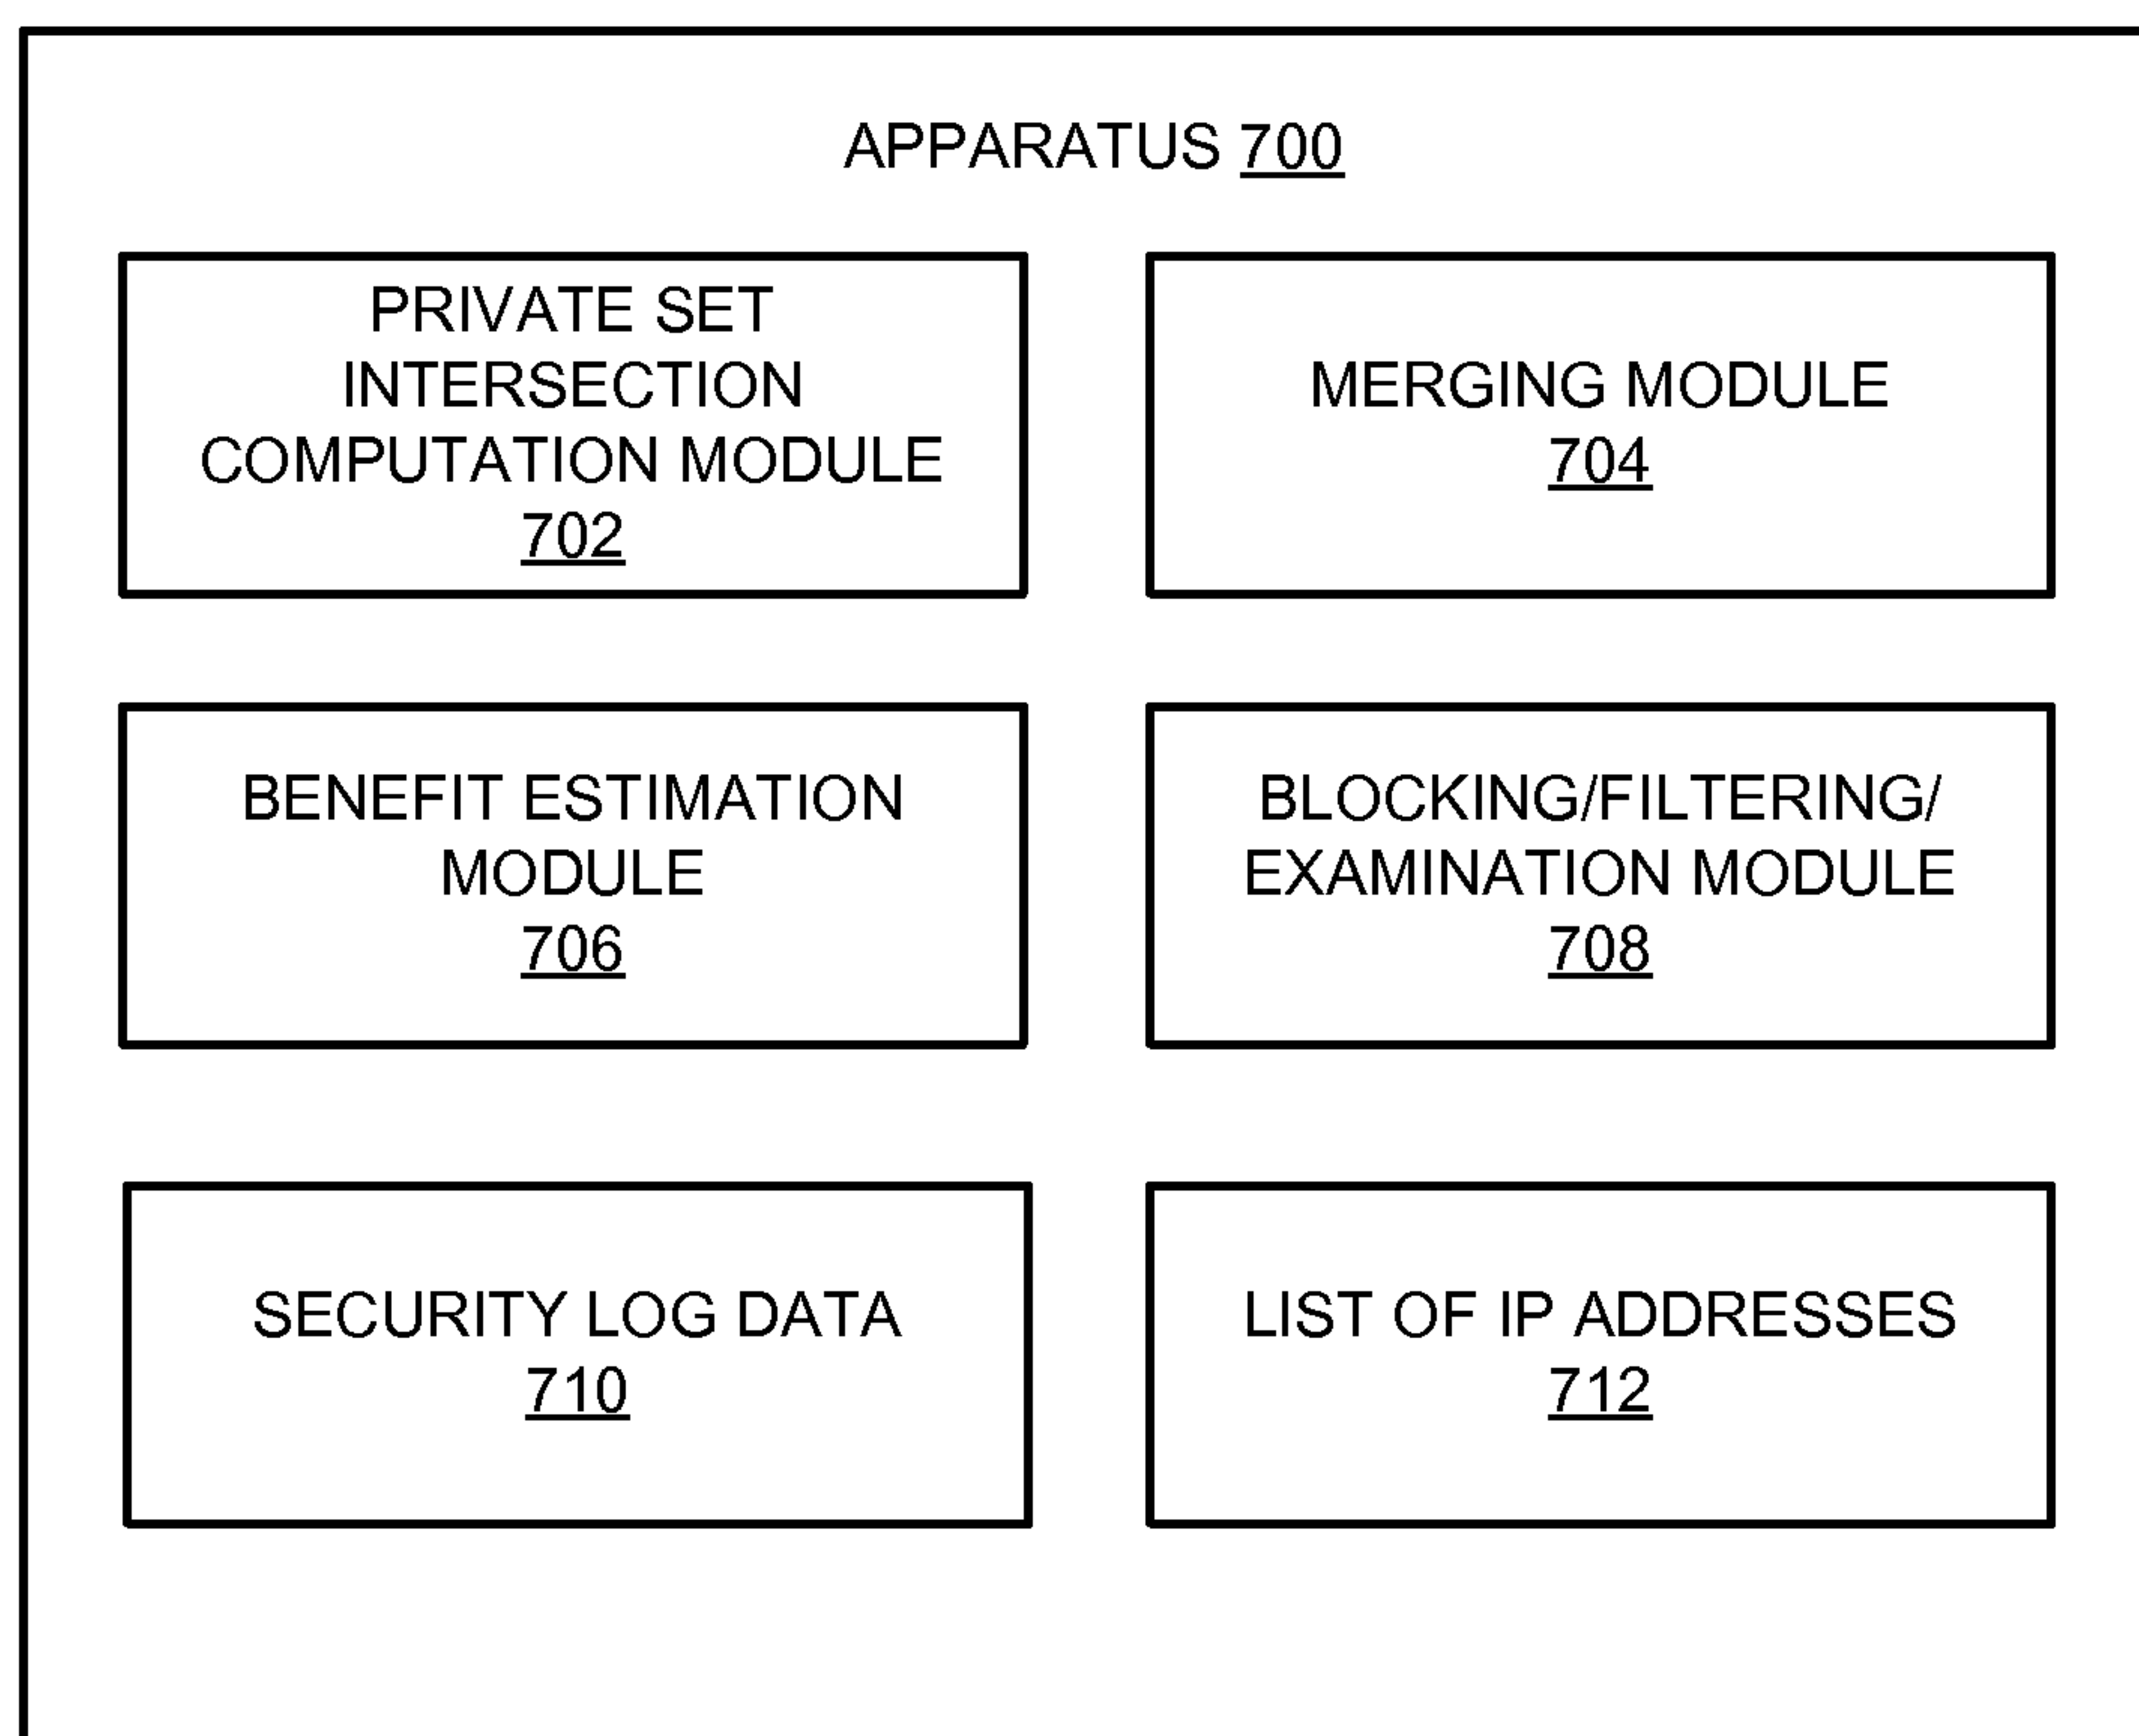 APPARATUS 700
PRIVATE SET
INTERSECTION
COMPUTATION MODULE
702
MERGING MODULE
704
BENEFIT ESTIMATION
MODULE
706
BLOCKING/FILTERING/
EXAMINATION MODULE
708
SECURITY LOG DATA
710
LIST OF IP ADDRESSES
712